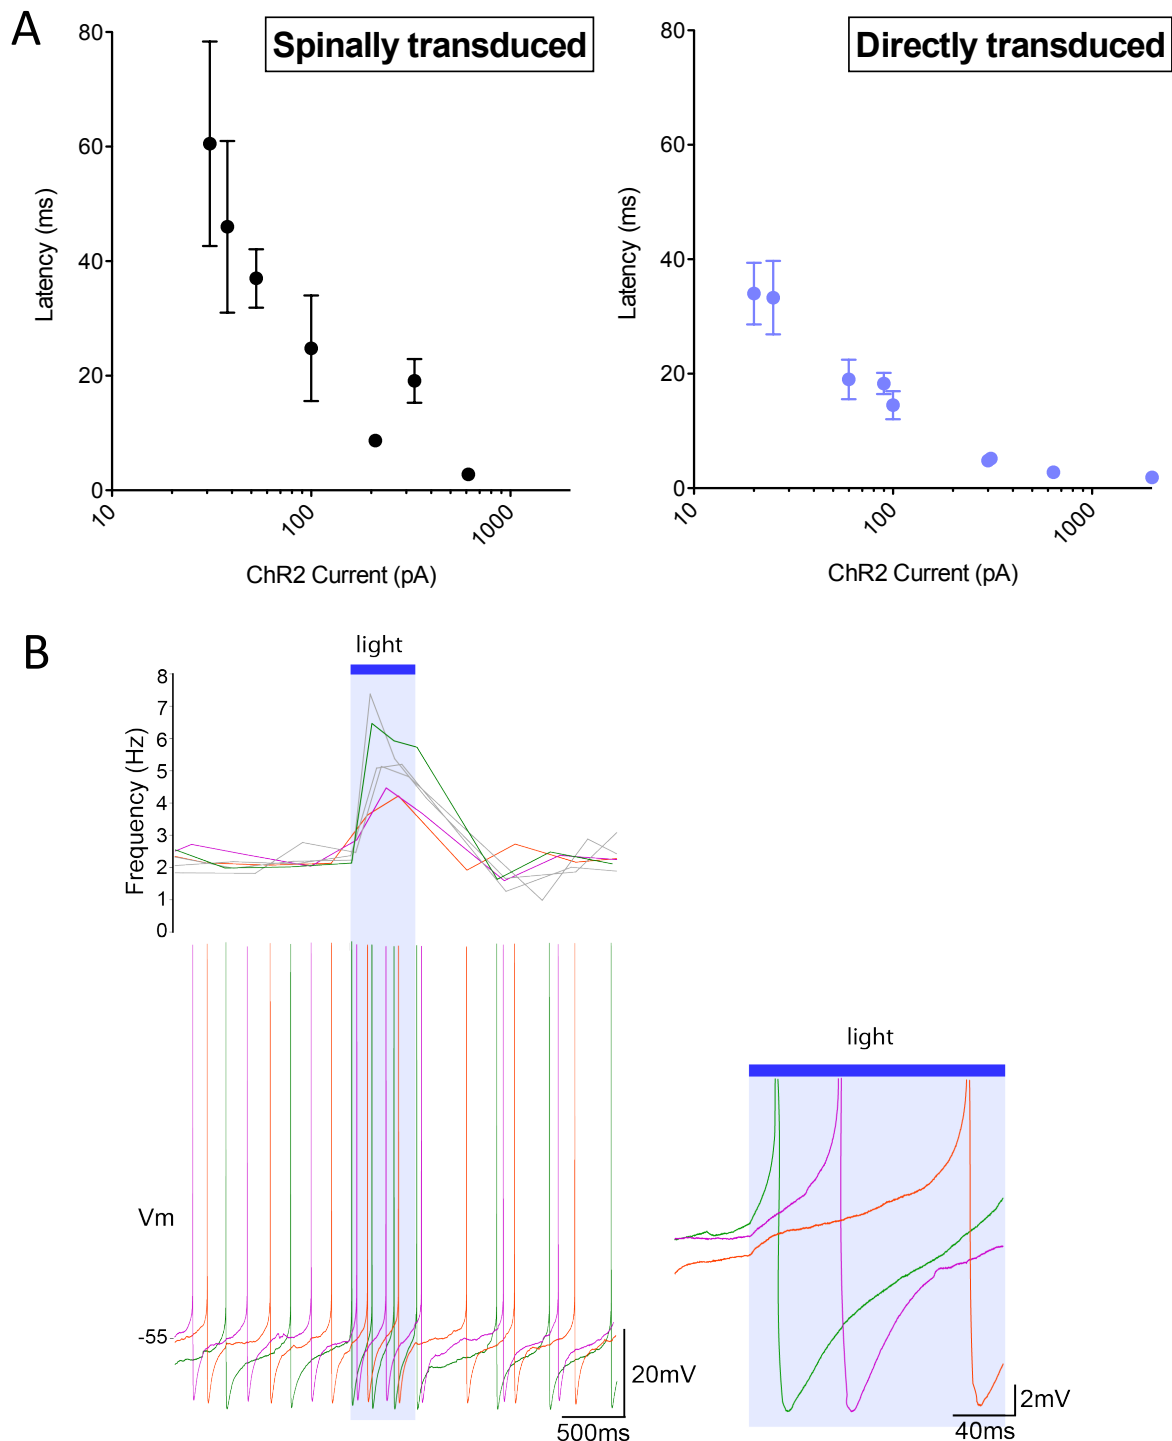 A
Spinally transduced
Directly transduced
80
60
40
20
0
Latency (ms)
10
100
1000
ChR2 Current (pA)
80
60
40
20
0
Latency (ms)
10
100
1000
ChR2 Current (pA)
B
light
8
7
6
5
4
3
2
1
0
Frequency (Hz)
Vm
-55
20mV
500ms
light
2mV
40ms